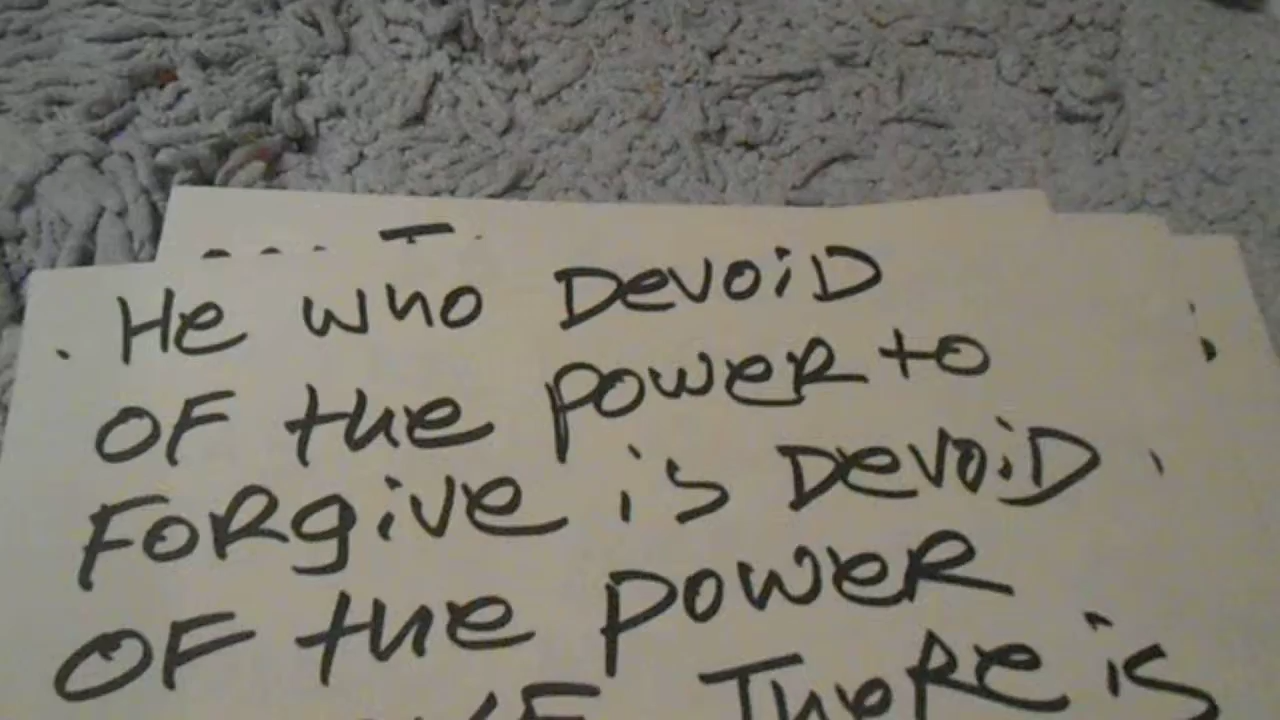 . He who DevoiD
OF the power to
Forgive is DevoiD.
OF the power
There is